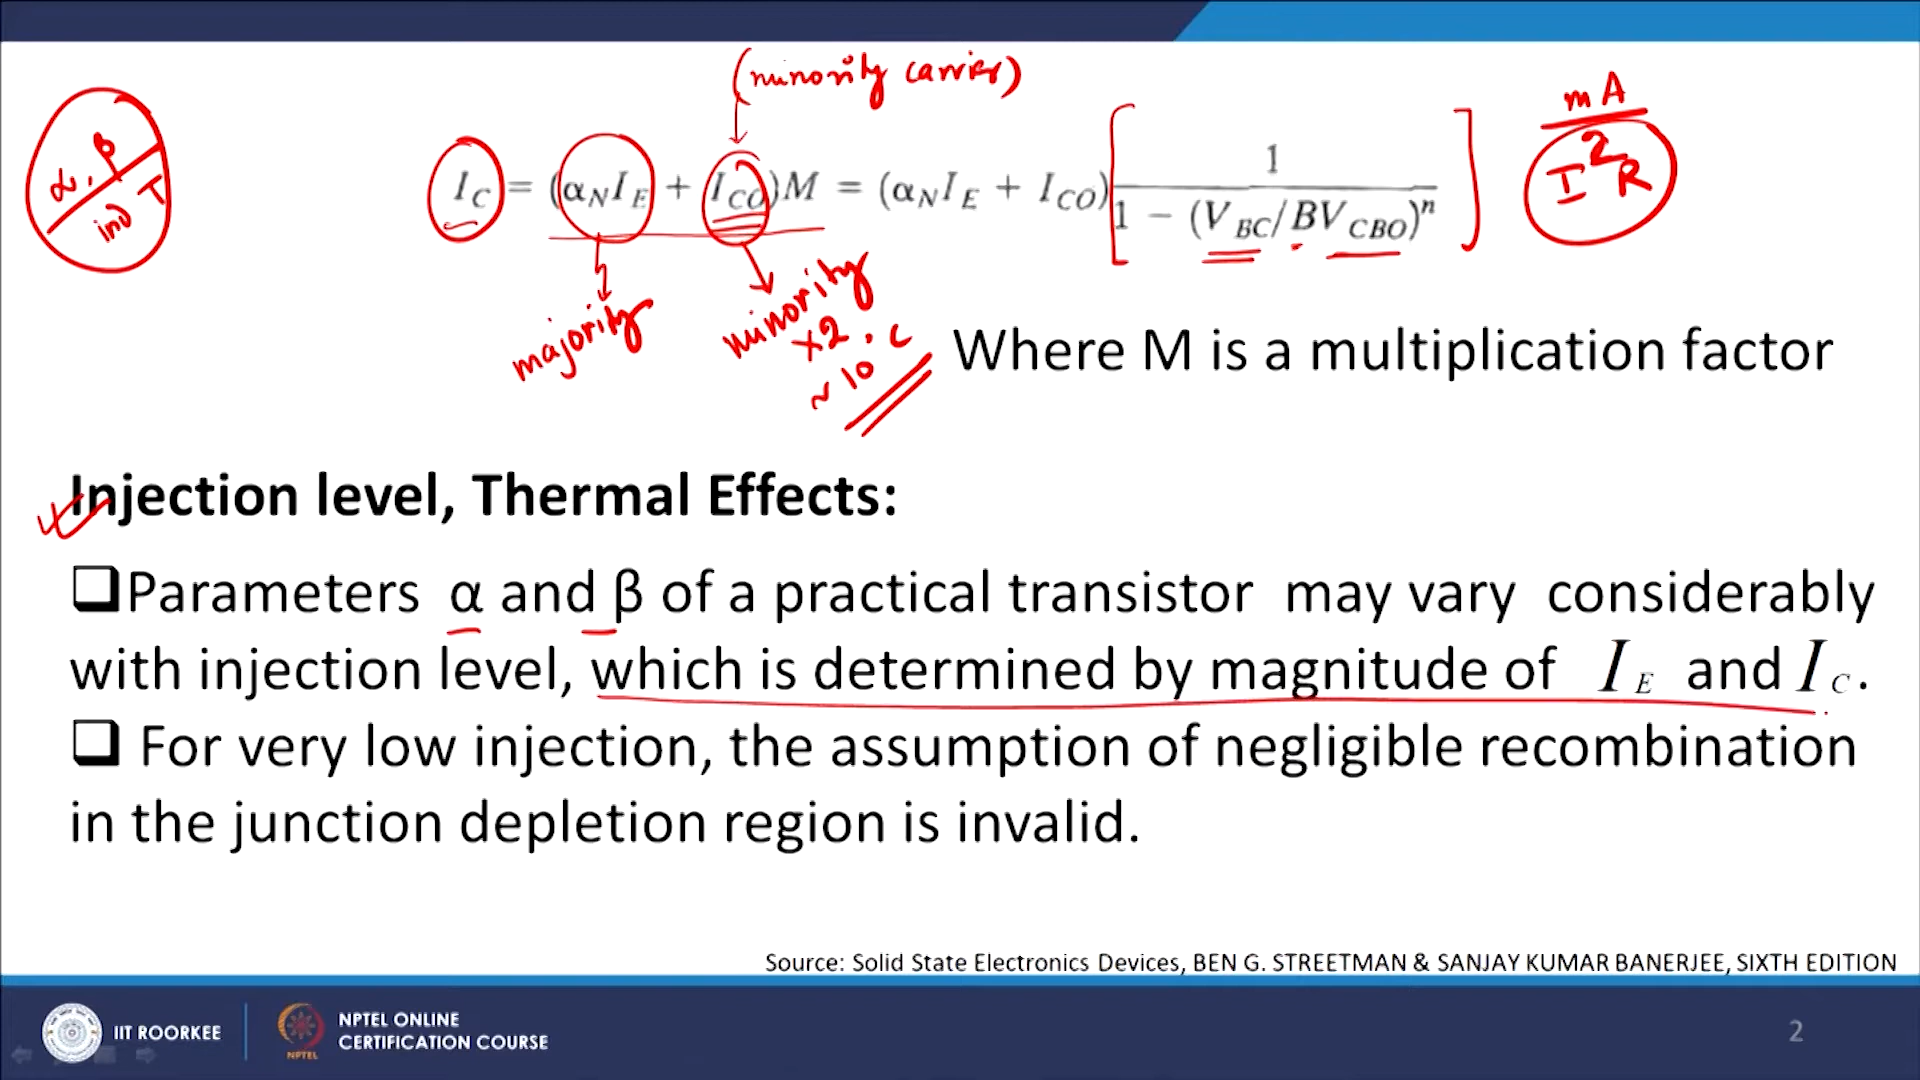 (minority carrier)
mA
I²R
α, β
ind T
I_C = (α_N I_E + I_CO)M = (α_N I_E + I_CO)[1 / 1 − (V_BC/BV_CBO)ⁿ]
majority
minority
×2
~ 10°C
Where M is a multiplication factor
Injection level, Thermal Effects:
❑Parameters α and β of a practical transistor may vary considerably
with injection level, which is determined by magnitude of I_E and I_C.
❑ For very low injection, the assumption of negligible recombination
in the junction depletion region is invalid.
Source: Solid State Electronics Devices, BEN G. STREETMAN & SANJAY KUMAR BANERJEE, SIXTH EDITION
IIT ROORKEE
NPTEL
NPTEL ONLINE
CERTIFICATION COURSE
2